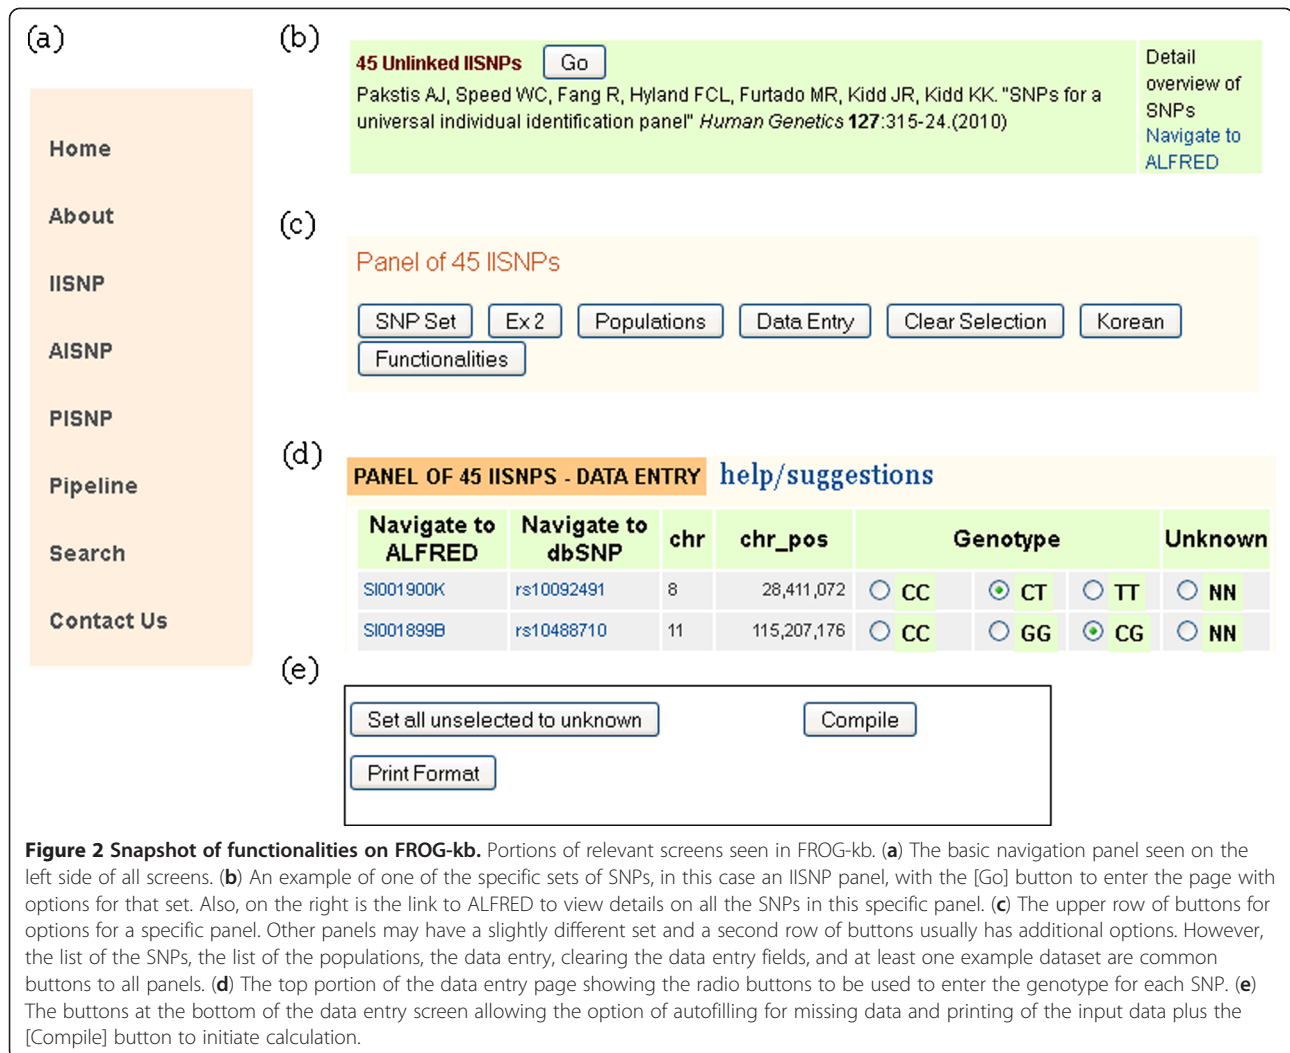 (a)
Home
About
IISNP
AISNP
PISNP
Pipeline
Search
Contact Us
(b)
45 Unlinked IISNPs Go
Pakstis AJ, Speed WC, Fang R, Hyland FCL, Furtado MR, Kidd JR, Kidd KK. "SNPs for a
universal individual identification panel" Human Genetics 127:315-24.(2010)
Detail
overview of
SNPs
Navigate to
ALFRED
(c)
Panel of 45 IISNPs
SNP Set Ex 2 Populations Data Entry Clear Selection Korean
Functionalities
(d)
PANEL OF 45 IISNPS - DATA ENTRY help/suggestions
Navigate to ALFRED Navigate to dbSNP chr chr_pos Genotype Unknown
SI001900K rs10092491 8 28,411,072 CC CT TT NN
SI001899B rs10488710 11 115,207,176 CC GG CG NN
(e)
Set all unselected to unknown Compile
Print Format
Figure 2 Snapshot of functionalities on FROG-kb. Portions of relevant screens seen in FROG-kb. (a) The basic navigation panel seen on the
left side of all screens. (b) An example of one of the specific sets of SNPs, in this case an IISNP panel, with the [Go] button to enter the page with
options for that set. Also, on the right is the link to ALFRED to view details on all the SNPs in this specific panel. (c) The upper row of buttons for
options for a specific panel. Other panels may have a slightly different set and a second row of buttons usually has additional options. However,
the list of the SNPs, the list of the populations, the data entry, clearing the data entry fields, and at least one example dataset are common
buttons to all panels. (d) The top portion of the data entry page showing the radio buttons to be used to enter the genotype for each SNP. (e)
The buttons at the bottom of the data entry screen allowing the option of autofilling for missing data and printing of the input data plus the
[Compile] button to initiate calculation.